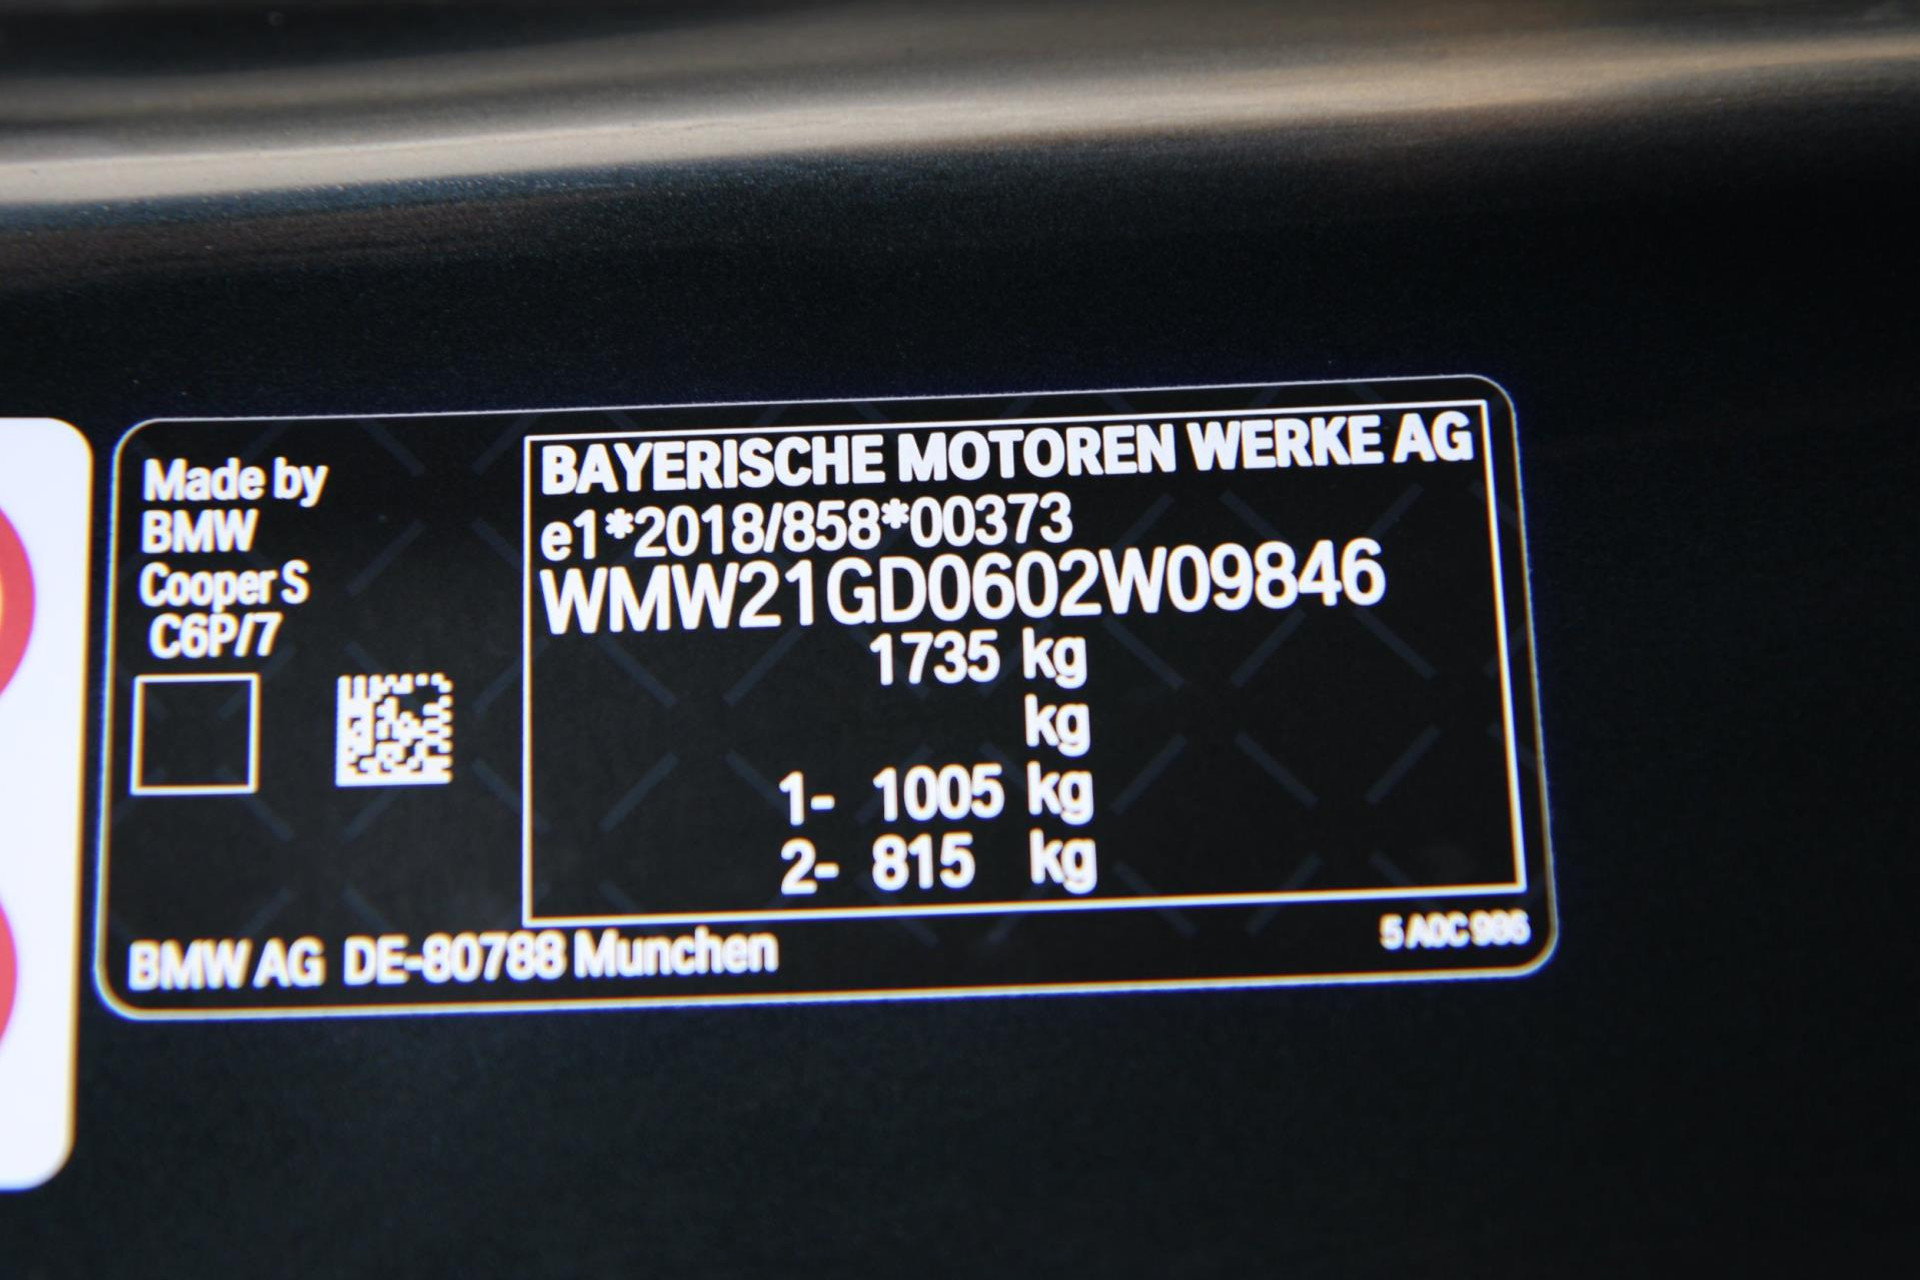 Made by
BMW
Cooper S
C6P/7
BAYERISCHE MOTOREN WERKE AG
e1*2018/858*00373
WMW21GD0602W09846
1735 kg
kg
1- 1005 kg
2- 815 kg
BMW AG DE-80788 Munchen
5 A0C 986